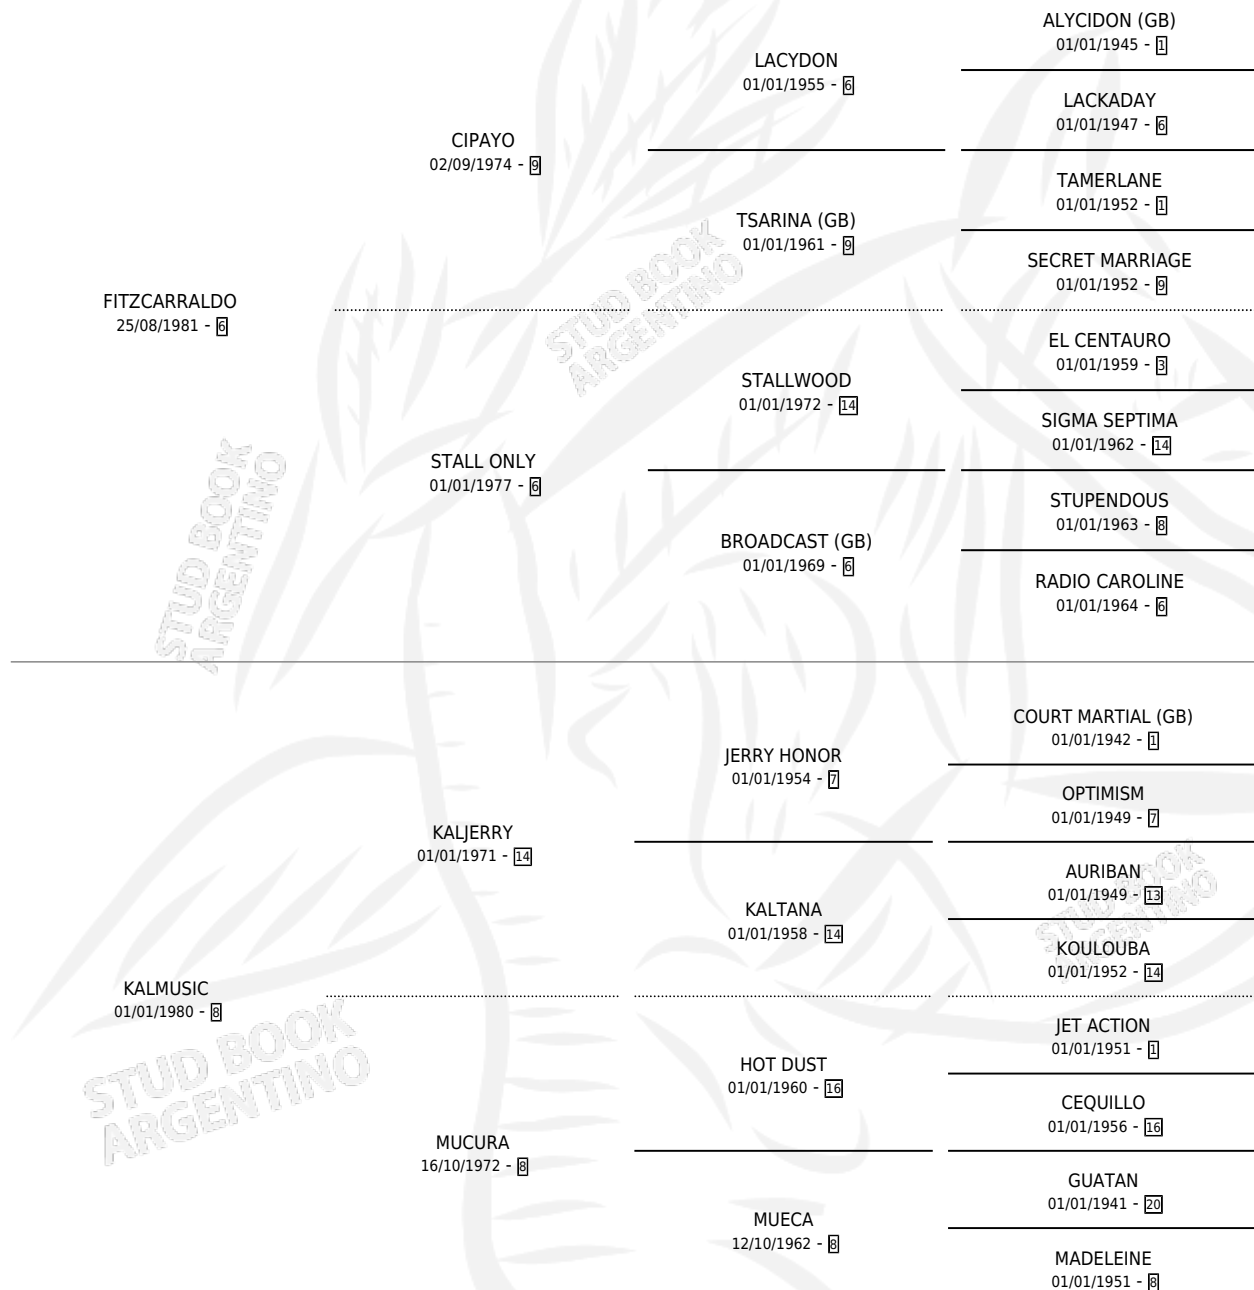 ALYCIDON (GB)
01/01/1945 - 1
LACYDON
01/01/1955 - 6
LACKADAY
01/01/1947 - 6
CIPAYO
02/09/1974 - 9
TAMERLANE
01/01/1952 - 1
TSARINA (GB)
01/01/1961 - 9
SECRET MARRIAGE
01/01/1952 - 9
FITZCARRALDO
25/08/1981 - 6
EL CENTAURO
01/01/1959 - 3
STALLWOOD
01/01/1972 - 14
SIGMA SEPTIMA
01/01/1962 - 14
STALL ONLY
01/01/1977 - 6
STUPENDOUS
01/01/1963 - 8
BROADCAST (GB)
01/01/1969 - 6
RADIO CAROLINE
01/01/1964 - 6
COURT MARTIAL (GB)
01/01/1942 - 1
JERRY HONOR
01/01/1954 - 7
OPTIMISM
01/01/1949 - 7
KALJERRY
01/01/1971 - 14
AURIBAN
01/01/1949 - 13
KALTANA
01/01/1958 - 14
KOULOUBA
01/01/1952 - 14
KALMUSIC
01/01/1980 - 8
JET ACTION
01/01/1951 - 1
HOT DUST
01/01/1960 - 16
CEQUILLO
01/01/1956 - 16
MUCURA
16/10/1972 - 8
GUATAN
01/01/1941 - 20
MUECA
12/10/1962 - 8
MADELEINE
01/01/1951 - 8
STUD BOOK
ARGENTINO
STUD BOOK
ARGENTINO
STUD BOOK
ARGENTINO
STUD BOOK
ARGENTINO